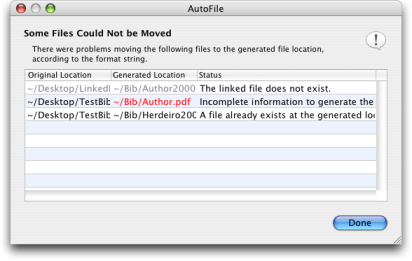 AutoFile
Some Files Could Not be Moved
There were problems moving the following files to the generated file location,
according to the format string.
Original Location Generated Location Status
~/Desktop/LinkedI ~/Bib/Author2000 The linked file does not exist.
~/Desktop/TestBib ~/Bib/Author.pdf Incomplete information to generate the
~/Desktop/TestBib ~/Bib/Herdeiro200 A file already exists at the generated loc
Done